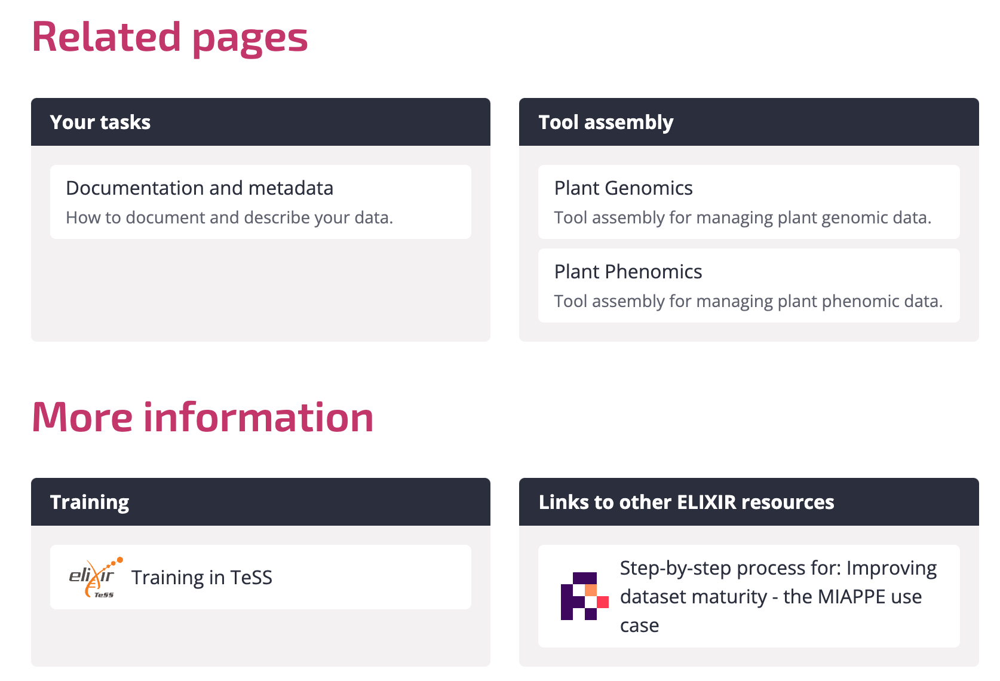 Related pages
Your tasks
Documentation and metadata
How to document and describe your data.
Tool assembly
Plant Genomics
Tool assembly for managing plant genomic data.
Plant Phenomics
Tool assembly for managing plant phenomic data.
More information
Training
elixir
TeSS
Training in TeSS
Links to other ELIXIR resources
Step-by-step process for: Improving
dataset maturity - the MIAPPE use
case